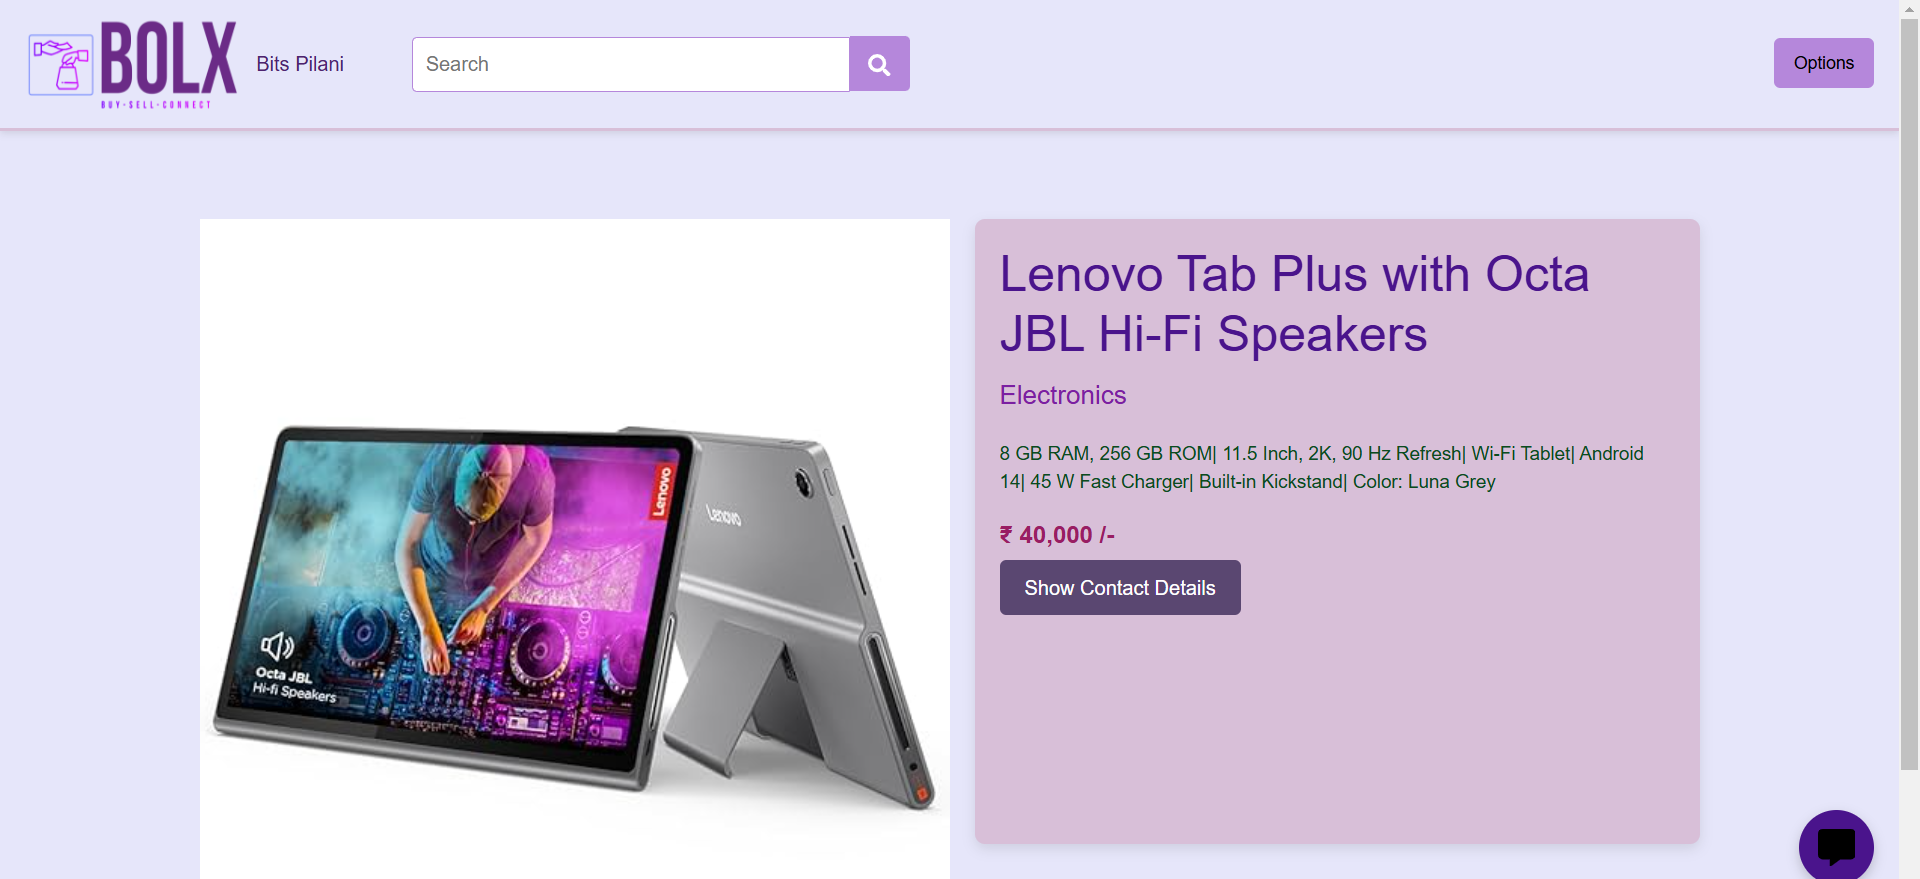 BOLX
BUY-SELL-CONNECT
Bits Pilani
Search
Options
Lenovo Tab Plus with Octa
JBL Hi-Fi Speakers
Electronics
8 GB RAM, 256 GB ROM| 11.5 Inch, 2K, 90 Hz Refresh| Wi-Fi Tablet| Android
14| 45 W Fast Charger| Built-in Kickstand| Color: Luna Grey
₹ 40,000 /-
Show Contact Details
Lenovo
Lenovo
Octa JBL
Hi-fi Speakers